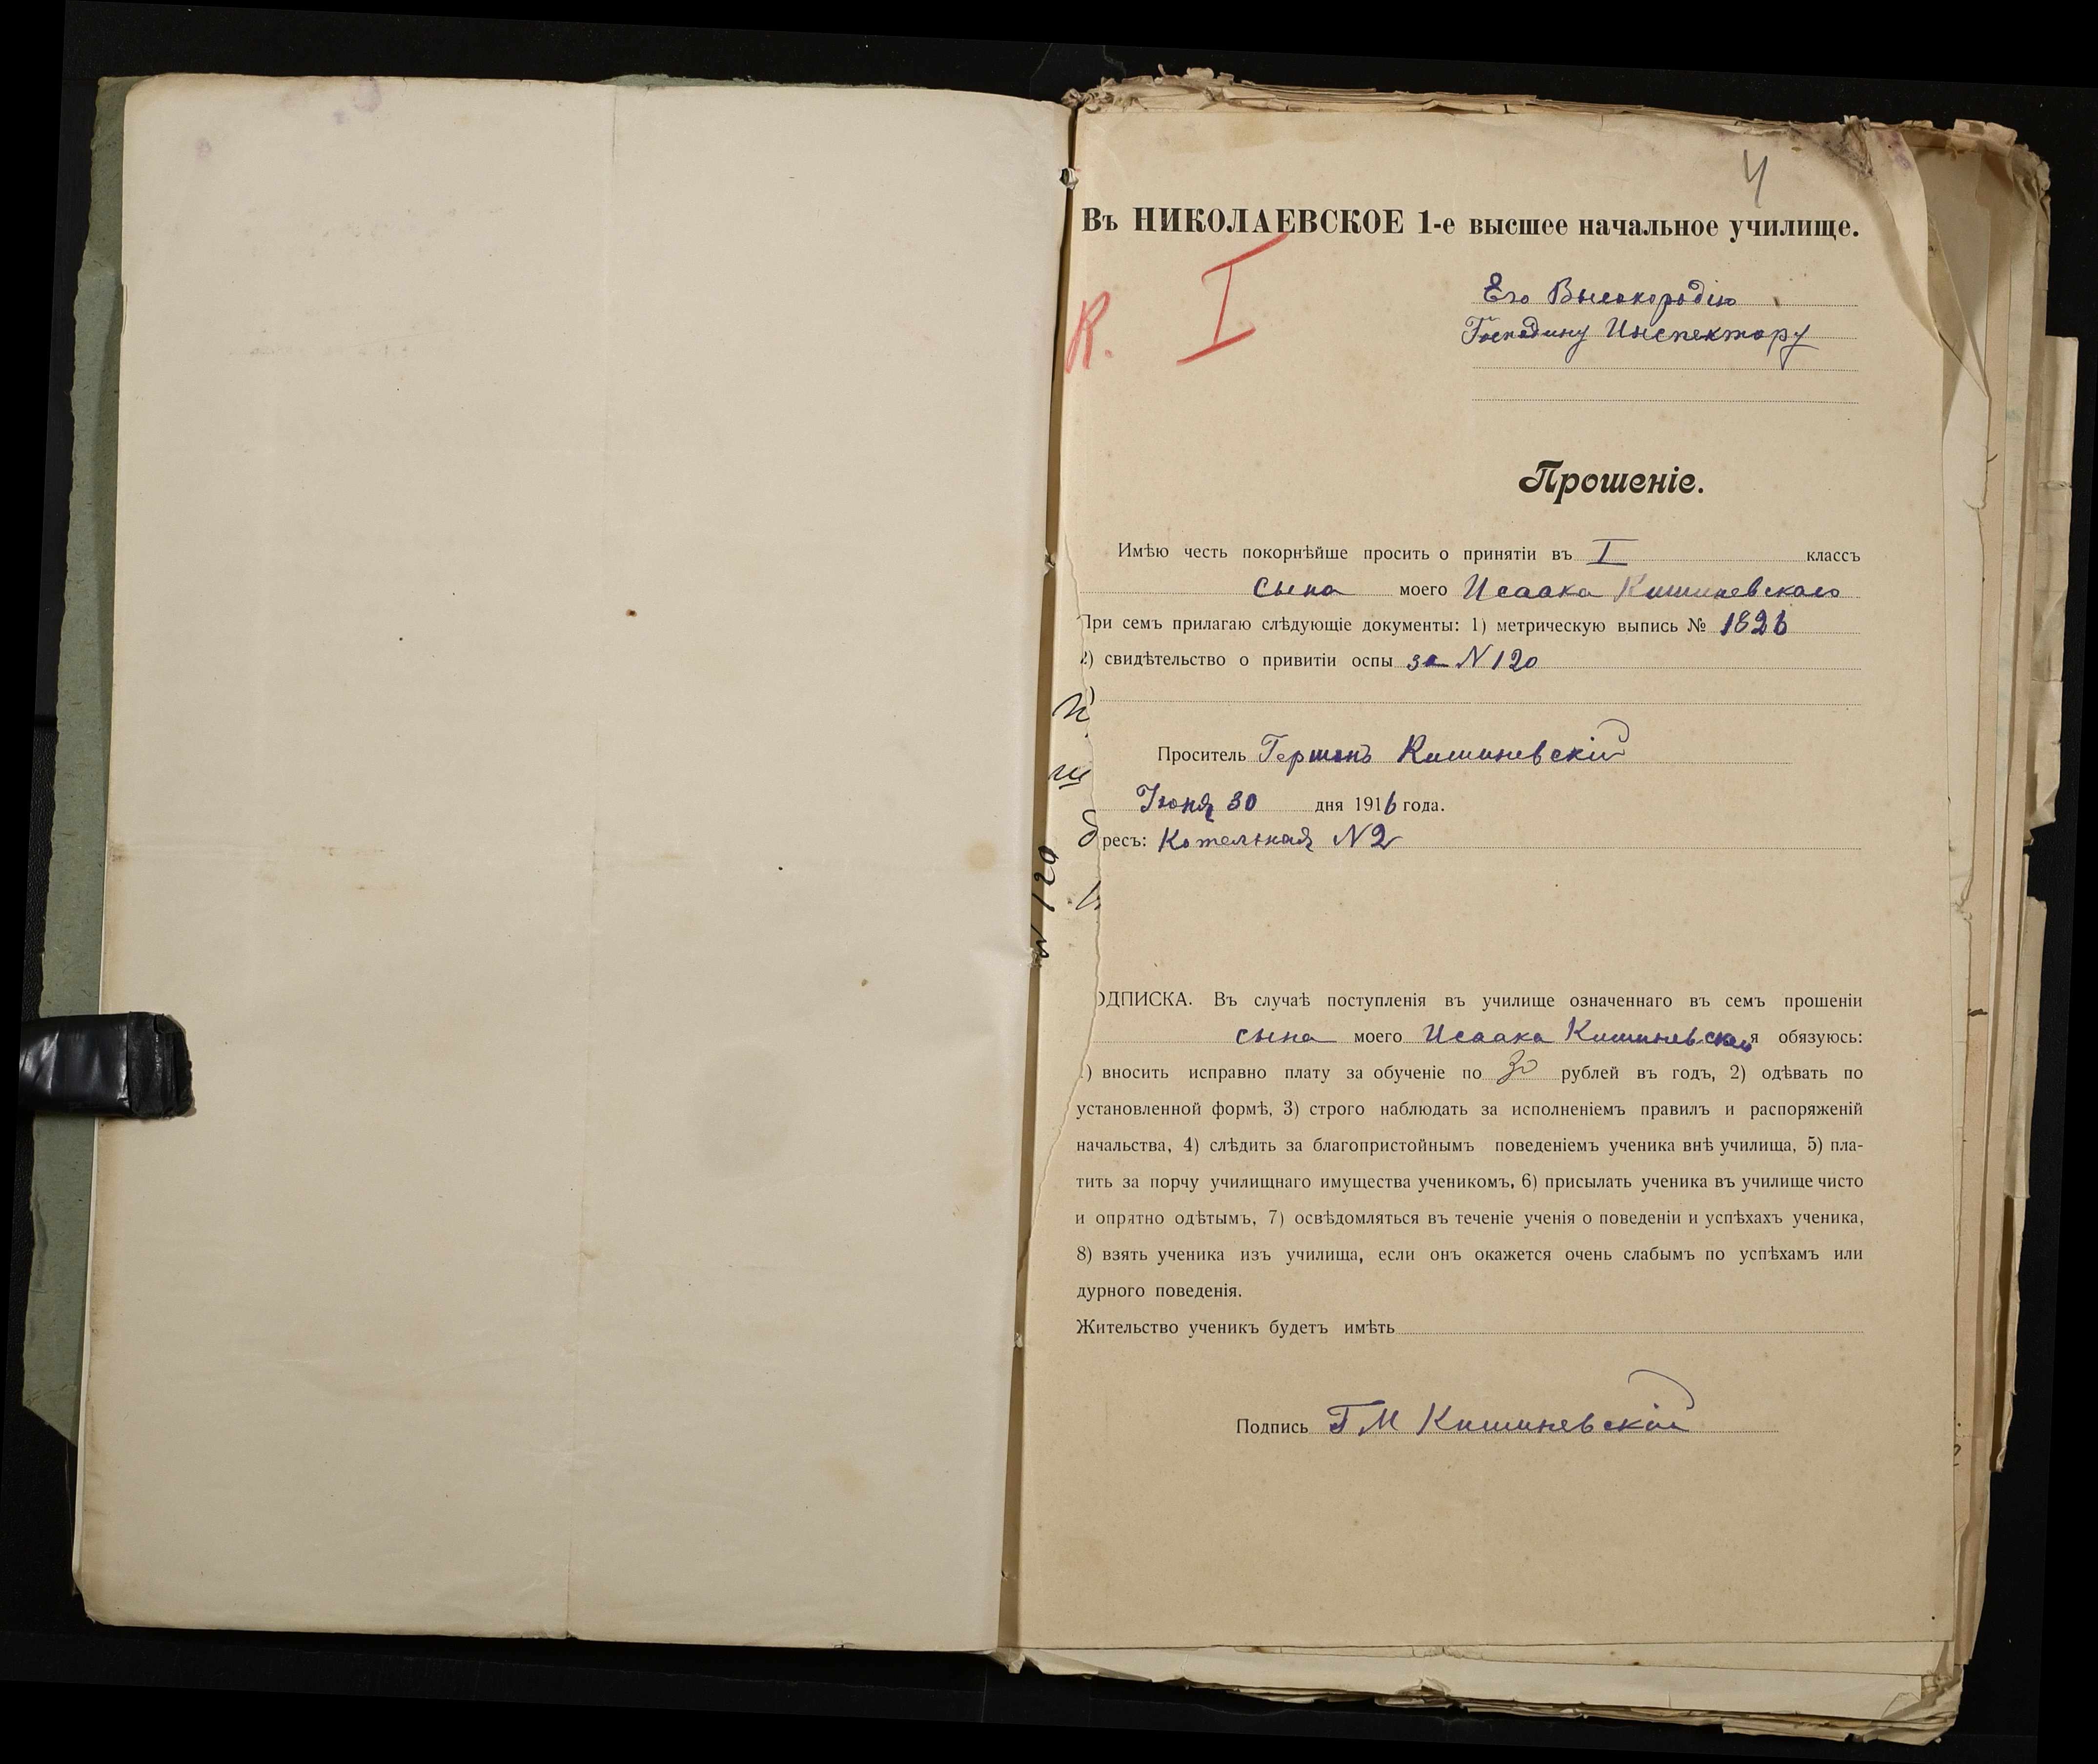 4
Въ НИКОЛАЕВСКОЕ 1-е высшее начальное училище.
К. I
Его Высокородію
Господину Инспектору
Прошеніе.
Имѣю честь покорнѣйше просить о принятіи въ I классъ
сына моего Исаака Кишиневскаго
При семъ прилагаю слѣдующіе документы: 1) метрическую выпись № 1826
2) свидѣтельство о привитіи оспы за N 120
Проситель Гершонъ Кишиневскій
Іюня 30 дня 1916 года.
дресъ: Котельная N 2
N 120
ОДПИСКА. Въ случаѣ поступленія въ училище означеннаго въ семъ прошеніи
сына моего Исаака Кишиневскаго я обязуюсь:
) вносить исправно плату за обученіе по 30 рублей въ годъ, 2) одѣвать по
установленной формѣ, 3) строго наблюдать за исполненіемъ правилъ и распоряженій
начальства, 4) слѣдить за благопристойнымъ поведеніемъ ученика внѣ училища, 5) пла-
тить за порчу училищнаго имущества ученикомъ, 6) присылать ученика въ училище чисто
и опрятно одѣтымъ, 7) освѣдомляться въ теченіе ученія о поведеніи и успѣхахъ ученика,
8) взять ученика изъ училища, если онъ окажется очень слабымъ по успѣхамъ или
дурного поведенія.
Жительство ученикъ будетъ имѣть
Подпись Г М Кишиневскій